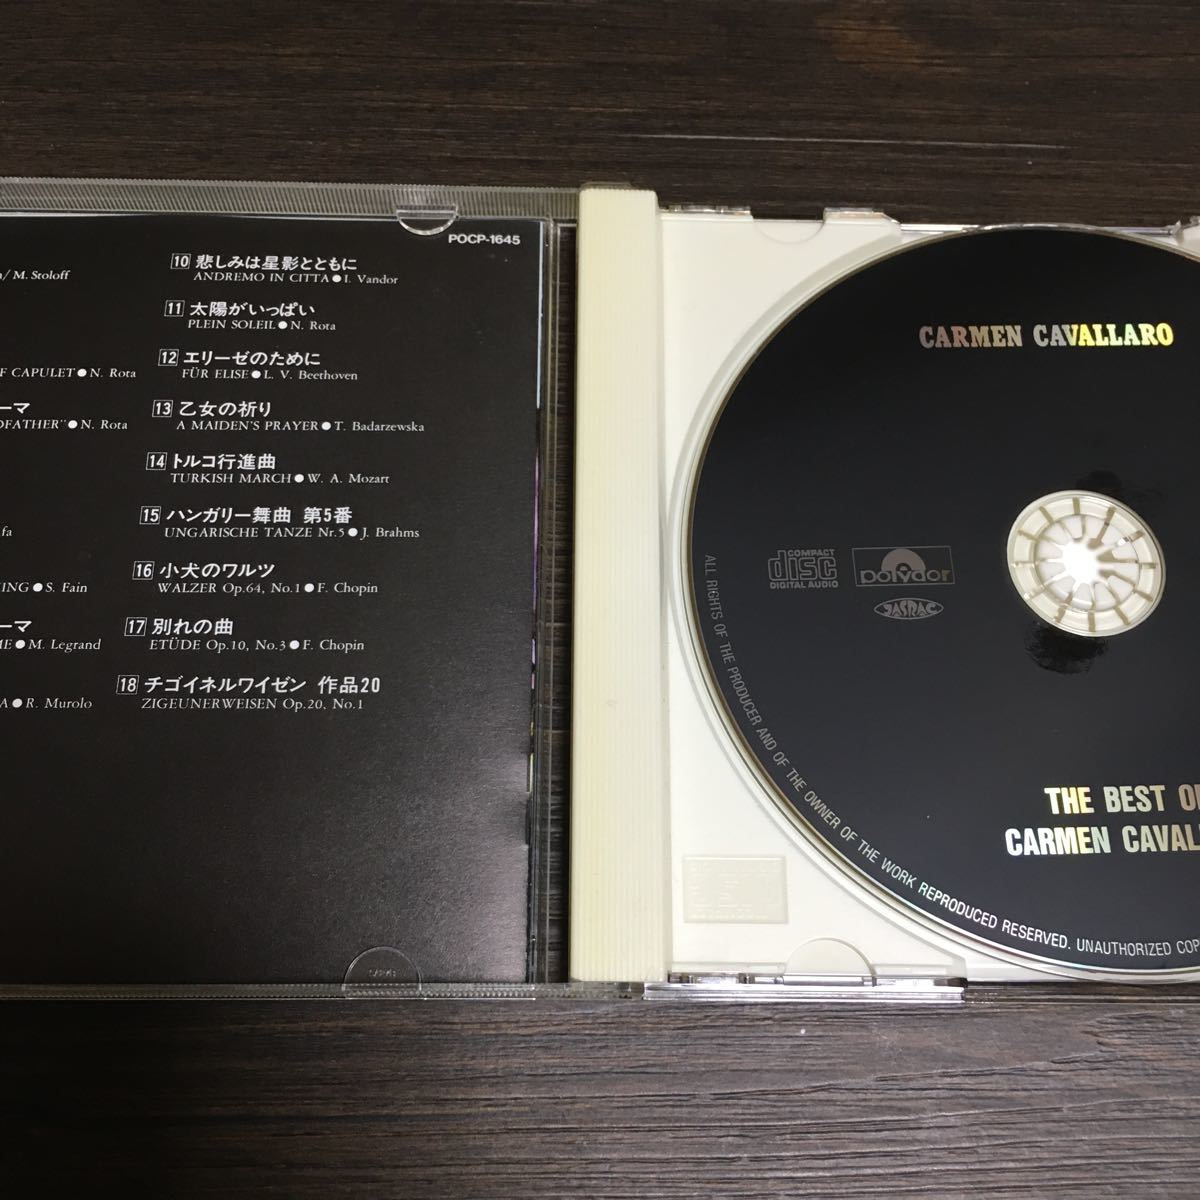 POCP-1645
/ M. Stoloff
F CAPULET●N. Rota
ーマ
DFATHER"●N. Rota
fa
ING●S. Fain
ーマ
ME●M. Legrand
A●R. Murolo
10 悲しみは星影とともに
ANDREMO IN CITTA●I. Vandor
11 太陽がいっぱい
PLEIN SOLEIL●N. Rota
12 エリーゼのために
FÜR ELISE●L. V. Beethoven
13 乙女の祈り
A MAIDEN'S PRAYER●T. Badarzewska
14 トルコ行進曲
TURKISH MARCH●W. A. Mozart
15 ハンガリー舞曲 第5番
UNGARISCHE TANZE Nr.5●J. Brahms
16 小犬のワルツ
WALZER Op.64, No.1●F. Chopin
17 別れの曲
ETÜDE Op.10, No.3●F. Chopin
18 チゴイネルワイゼン 作品20
ZIGEUNERWEISEN Op.20, No.1
CARMEN CAVALLARO
COMPACT
disc
DIGITAL AUDIO
polydor
JASRAC
THE BEST O
CARMEN CAVAL
ALL RIGHTS OF THE PRODUCER AND OF THE OWNER OF THE WORK REPRODUCED RESERVED. UNAUTHORIZED COP